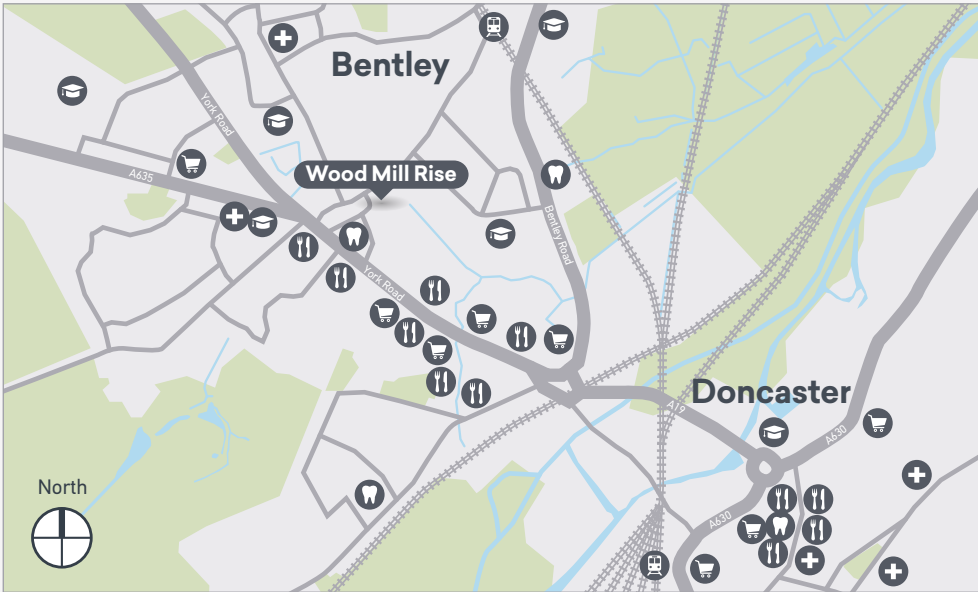 Bentley
York Road
Wood Mill Rise
A635
Bentley Road
York Road
Doncaster
A19
A630
North
A630